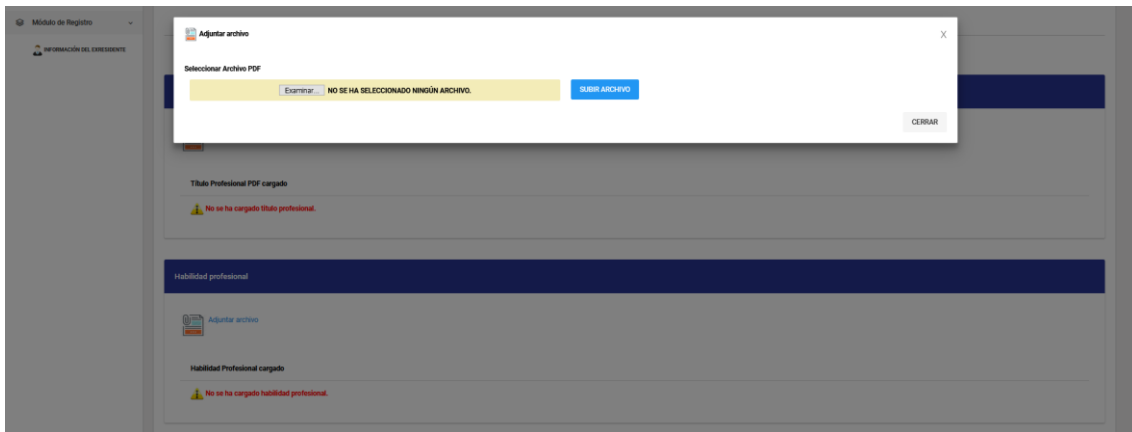 Módulo de Registro
INFORMACIÓN DEL EXRESIDENTE
Adjuntar archivo
X
Seleccionar Archivo PDF
Examinar... NO SE HA SELECCIONADO NINGÚN ARCHIVO.
SUBIR ARCHIVO
CERRAR
Título Profesional PDF cargado
No se ha cargado título profesional.
Habilidad profesional
Adjuntar archivo
Habilidad Profesional cargado
No se ha cargado habilidad profesional.